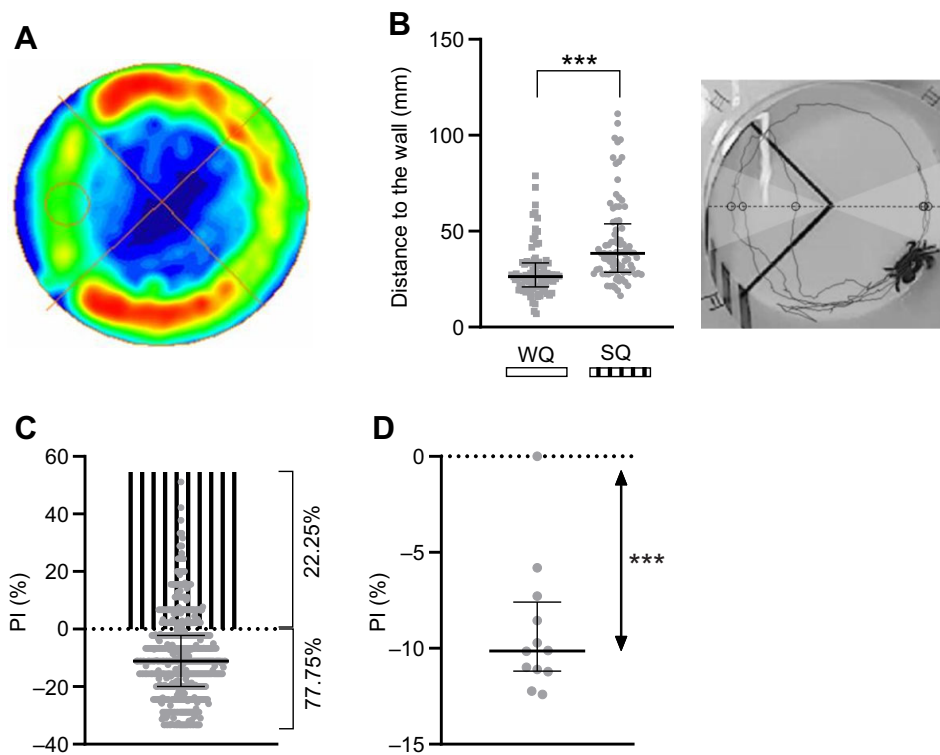 A
B
150
100
50
0
Distance to the wall (mm)
***
WQ
SQ
C
60
40
20
0
–20
–40
PI (%)
22.25%
77.75%
D
0
–5
–10
–15
PI (%)
***